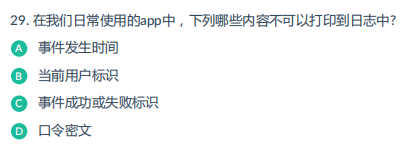 29. 在我们日常使用的app中，下列哪些内容不可以打印到日志中?
A 事件发生时间
B 当前用户标识
C 事件成功或失败标识
D 口令密文